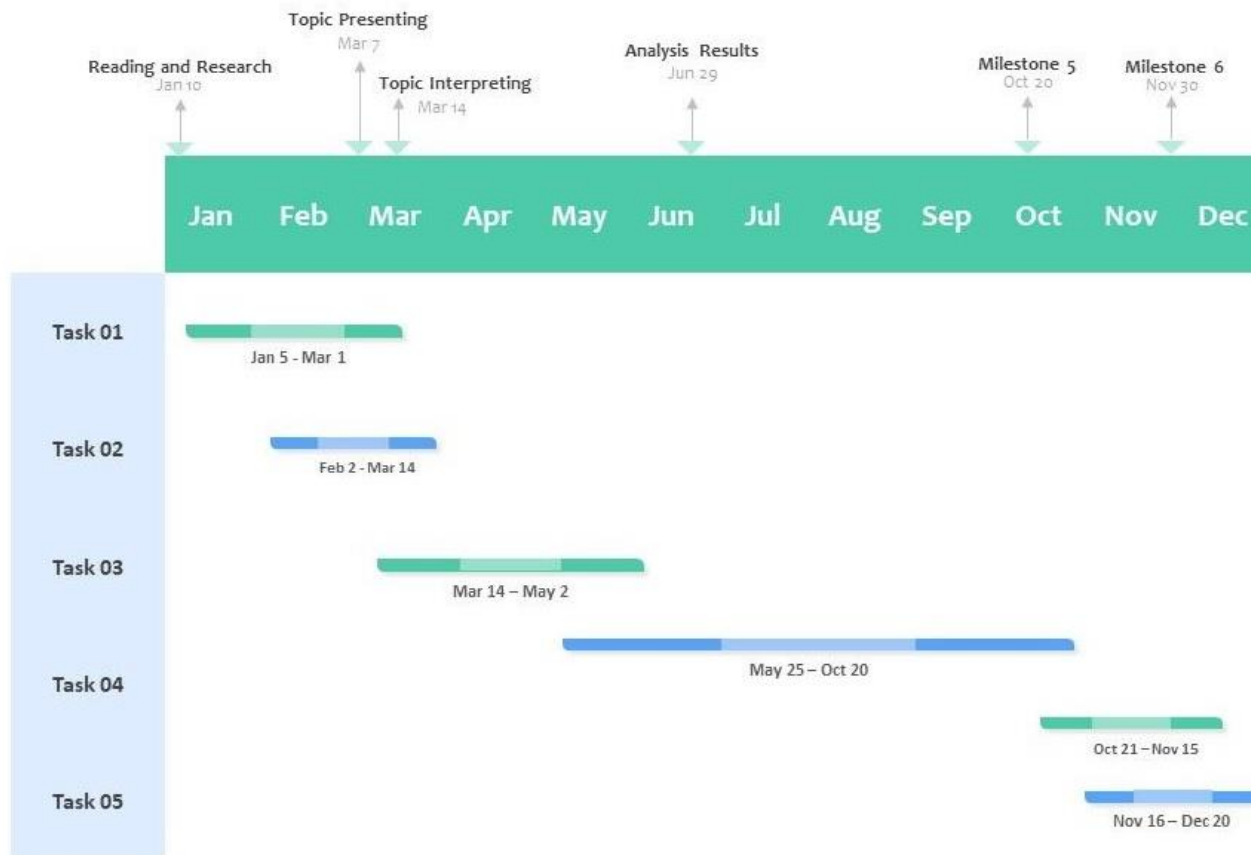 Topic Presenting
Mar 7
Reading and Research
Jan 10
Topic Interpreting
Mar 14
Analysis Results
Jun 29
Milestone 5
Oct 20
Milestone 6
Nov 30
Jan Feb Mar Apr May Jun Jul Aug Sep Oct Nov Dec
Task 01
Jan 5 - Mar 1
Task 02
Feb 2 - Mar 14
Task 03
Mar 14 – May 2
Task 04
May 25 – Oct 20
Oct 21 – Nov 15
Task 05
Nov 16 – Dec 20